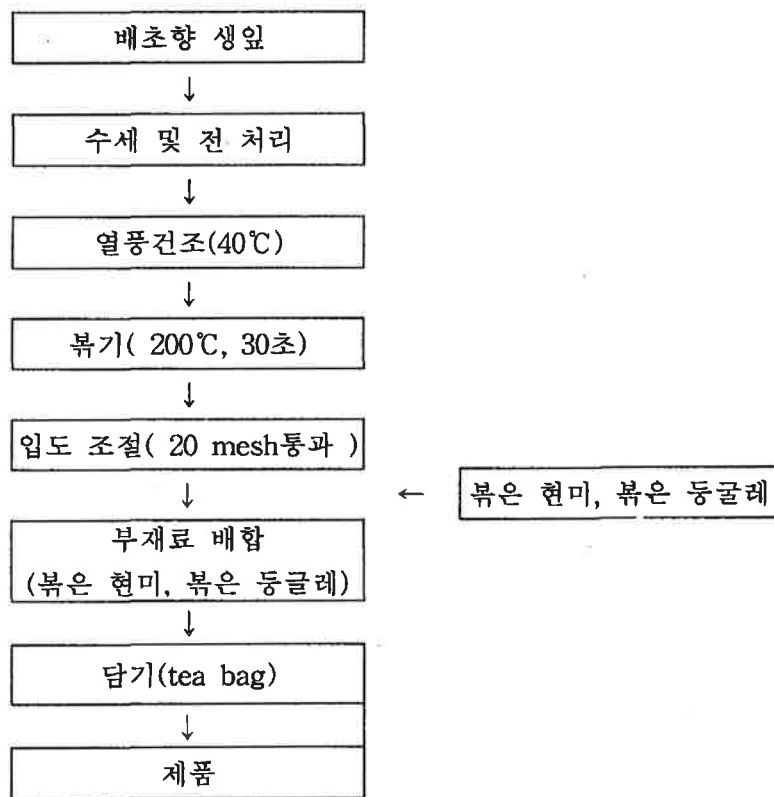 배초향 생잎
↓
수세 및 전 처리
↓
열풍건조(40℃)
↓
볶기( 200℃, 30초)
↓
입도 조절( 20 mesh통과 )
↓ ← 볶은 현미, 볶은 둥굴레
부재료 배합
(볶은 현미, 볶은 둥글레)
↓
담기(tea bag)
↓
제품